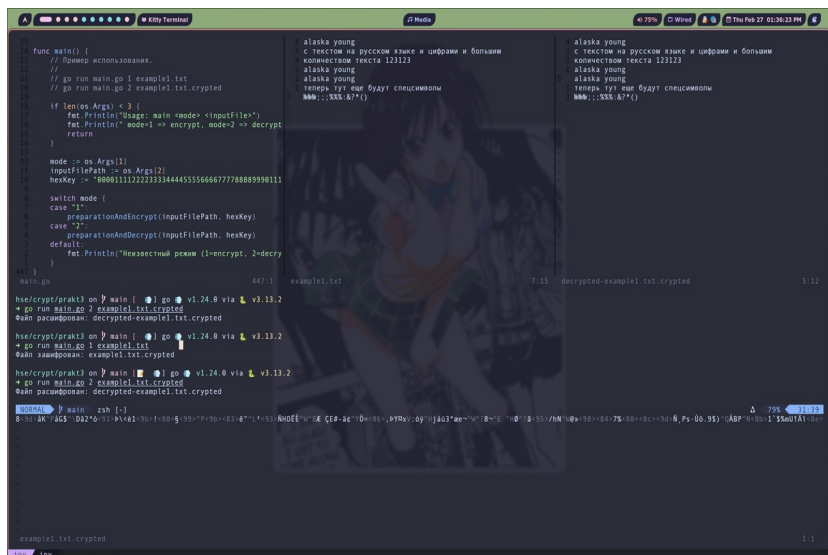 Kitty Terminal
Media
75%
Wired
Thu Feb 27 01:36:23 PM
func main() {
// Пример использования.
//
// go run main.go 1 example1.txt
// go run main.go 2 example1.txt.crypted
if len(os.Args) < 3 {
fmt.Println("Usage: main <mode> <inputFile>")
fmt.Println(" mode=1 => encrypt, mode=2 => decrypt
return
}
mode := os.Args[1]
inputFilePath := os.Args[2]
switch mode {
case "1":
preparationAndEncrypt(inputFilePath, hexKey)
case "2":
preparationAndDecrypt(inputFilePath, hexKey)
default:
fmt.Println("Неизвестный режим (1=encrypt, 2=decry
}
447 }
main.go 447:1
alaska young
с текстом на русском языке и цифрами и большим
количеством текста 123123
alaska young
alaska young
теперь тут еще будут спецсимволы
example1.txt 7:15
alaska young
с текстом на русском языке и цифрами и большим
количеством текста 123123
alaska young
alaska young
теперь тут еще будут спецсимволы
decrypted-example1.txt.crypted 5:12
hse/crypt/prakt3 on main [ ] go v1.24.0 via v3.13.2
➜ go run main.go 2 example1.txt.crypted
Файл расшифрован: decrypted-example1.txt.crypted
hse/crypt/prakt3 on main [ ] go v1.24.0 via v3.13.2
➜ go run main.go 1 example1.txt
Файл зашифрован: example1.txt.crypted
hse/crypt/prakt3 on main [ ] go v1.24.0 via v3.13.2
➜ go run main.go 2 example1.txt.crypted
Файл расшифрован: decrypted-example1.txt.crypted
NORMAL main zsh [-] 79% 31:39
example1.txt.crypted 1:1